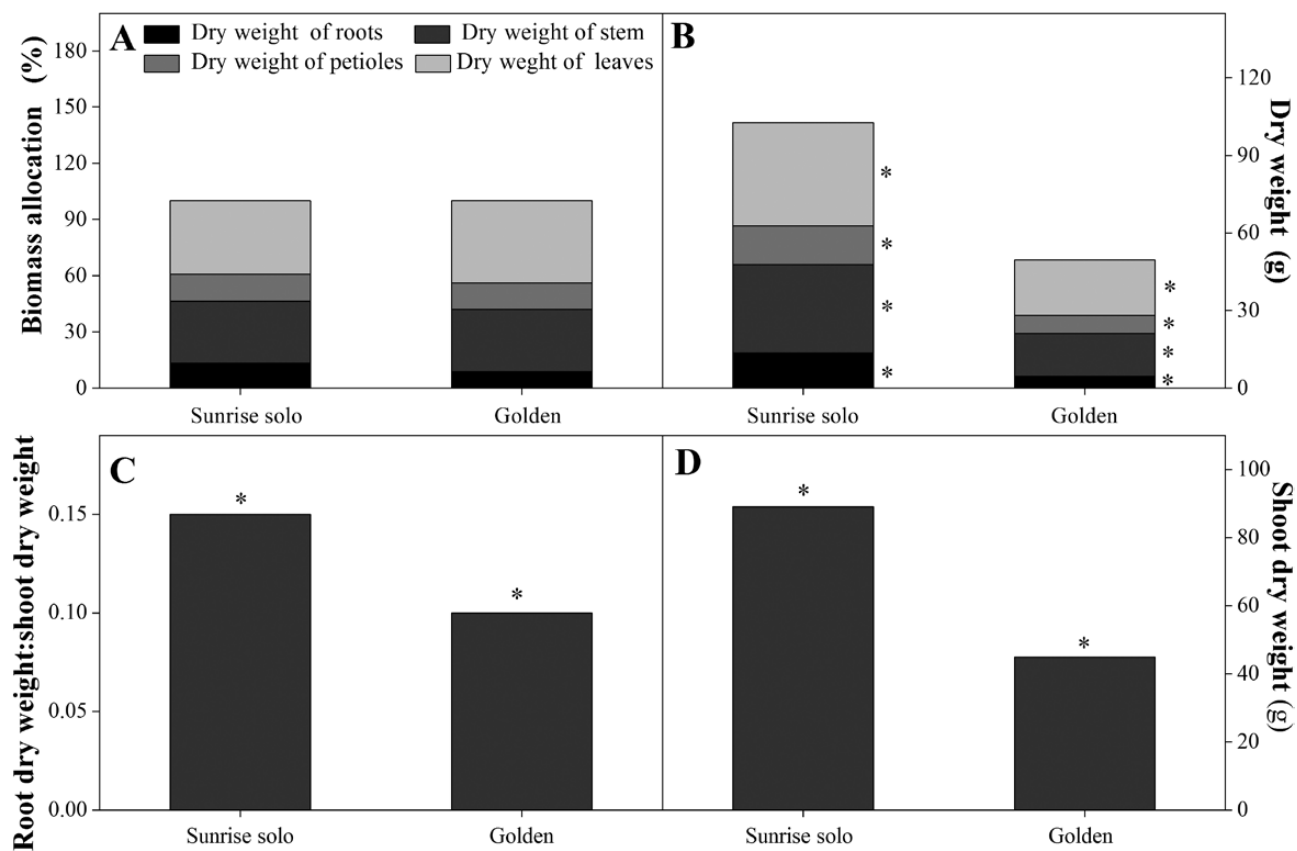 A
Dry weight of roots
Dry weight of stem
Dry weight of petioles
Dry weght of leaves
Biomass allocation (%)
180
150
120
90
60
30
0
Sunrise solo
Golden
B
*
*
*
*
*
*
*
*
120
90
60
30
0
Dry weight (g)
Sunrise solo
Golden
C
Root dry weight:shoot dry weight
0.15
0.10
0.05
0.00
*
*
Sunrise solo
Golden
D
*
*
100
80
60
40
20
0
Shoot dry weight (g)
Sunrise solo
Golden